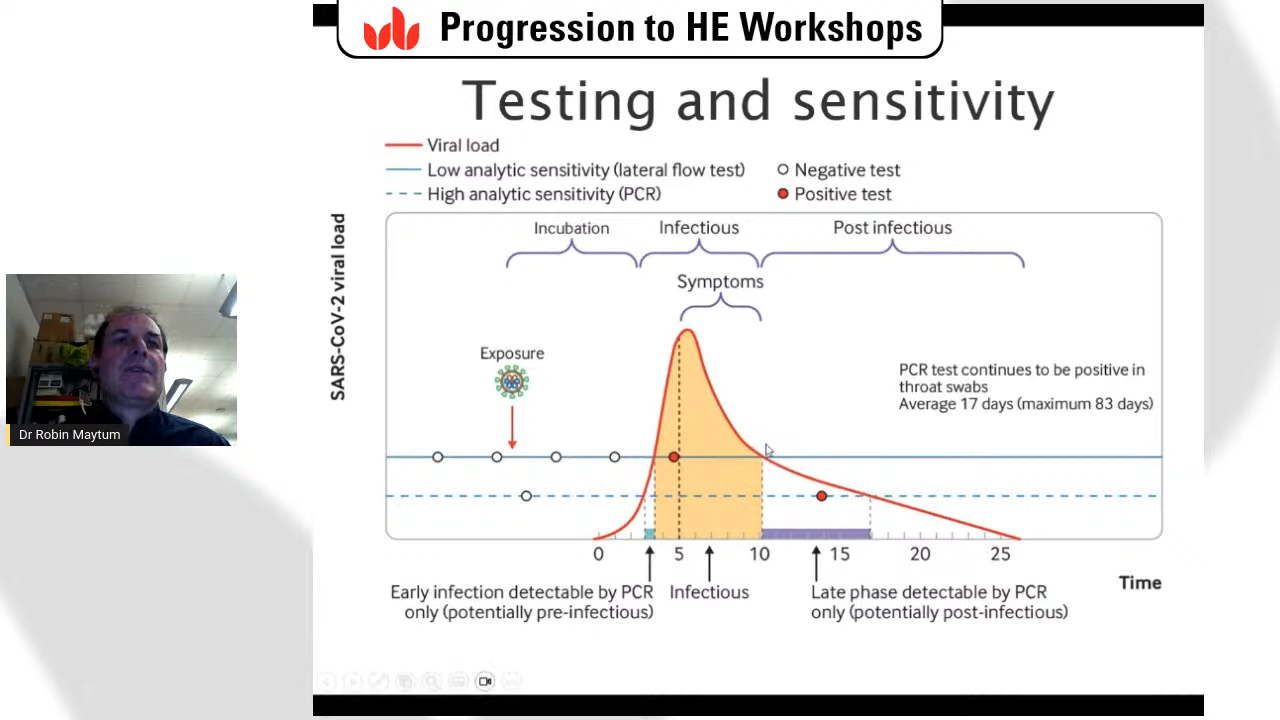 Progression to HE Workshops
Testing and sensitivity
Viral load
Low analytic sensitivity (lateral flow test)
Negative test
High analytic sensitivity (PCR)
Positive test
SARS-CoV-2 viral load
Incubation
Infectious
Post infectious
Symptoms
Exposure
PCR test continues to be positive in
throat swabs
Average 17 days (maximum 83 days)
Dr Robin Maytum
0 5 10 15 20 25
Time
Early infection detectable by PCR
only (potentially pre-infectious)
Infectious
Late phase detectable by PCR
only (potentially post-infectious)